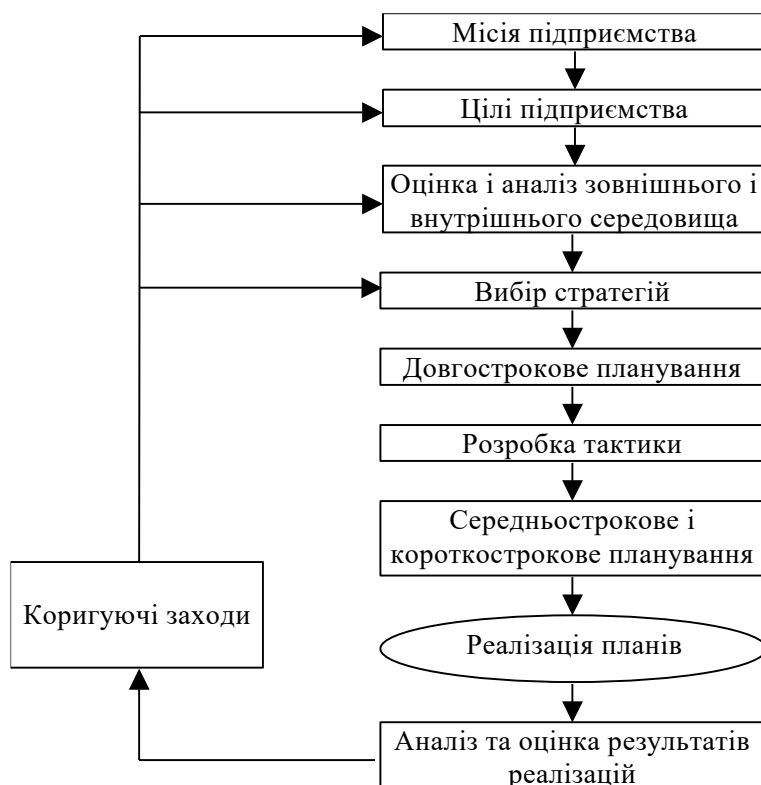 Місія підприємства
Цілі підприємства
Оцінка і аналіз зовнішнього і
внутрішнього середовища
Вибір стратегій
Довгострокове планування
Розробка тактики
Середньострокове і
короткострокове планування
Коригуючі заходи
Реалізація планів
Аналіз та оцінка результатів
реалізацій